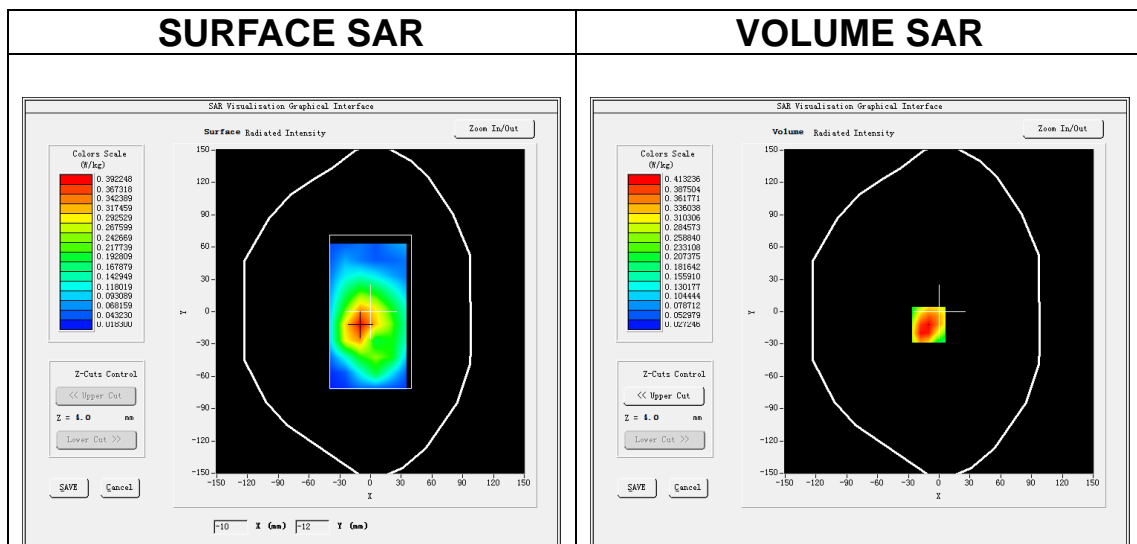 SURFACE SAR
VOLUME SAR
SAR Visualisation Graphical Interface
Surface Radiated Intensity
Zoom In/Out
Colors Scale
(W/kg)
0.392248
0.367318
0.342389
0.317459
0.292529
0.267599
0.242669
0.217739
0.192809
0.167879
0.142949
0.118019
0.093089
0.068159
0.043230
0.018300
Z-Cuts Control
<< Upper Cut
Z = 4.0 mm
Lower Cut >>
SAVE
Cancel
150
120
90
60
30
0
-30
-60
-90
-120
-150
Y
-150 -120 -90 -60 -30 0 30 60 90 120 150
X
-10 X (mm) -12 Y (mm)
SAR Visualisation Graphical Interface
Volume Radiated Intensity
Zoom In/Out
Colors Scale
(W/kg)
0.413236
0.387504
0.361771
0.336038
0.310306
0.284573
0.258840
0.233108
0.207375
0.181642
0.155910
0.130177
0.104444
0.078712
0.052979
0.027246
Z-Cuts Control
<< Upper Cut
Z = 4.0 mm
Lower Cut >>
SAVE
Cancel
150
120
90
60
30
0
-30
-60
-90
-120
-150
Y
-150 -120 -90 -60 -30 0 30 60 90 120 150
X